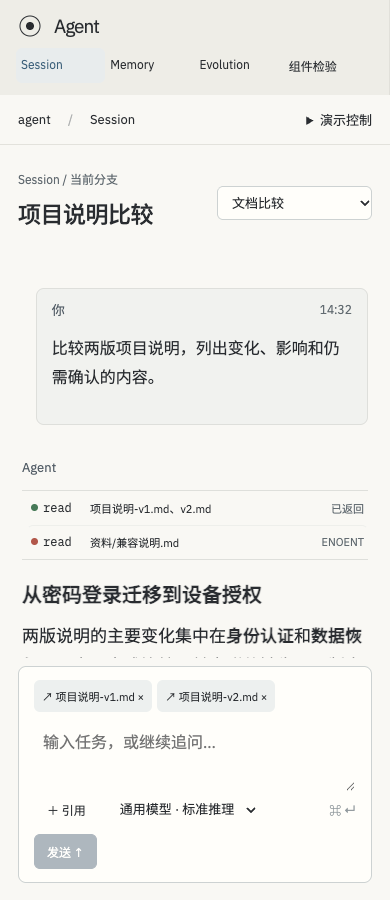 Agent
Session Memory Evolution 组件检验
agent / Session ▶ 演示控制
Session / 当前分支
项目说明比较
文档比较
你 14:32
比较两版项目说明，列出变化、影响和仍
需确认的内容。
Agent
read 项目说明-v1.md、v2.md 已返回
read 资料/兼容说明.md ENOENT
从密码登录迁移到设备授权
两版说明的主要变化集中在身份认证和数据恢
↗ 项目说明-v1.md × ↗ 项目说明-v2.md ×
输入任务，或继续追问…
＋ 引用 通用模型 · 标准推理 ⌘↵
发送 ↑